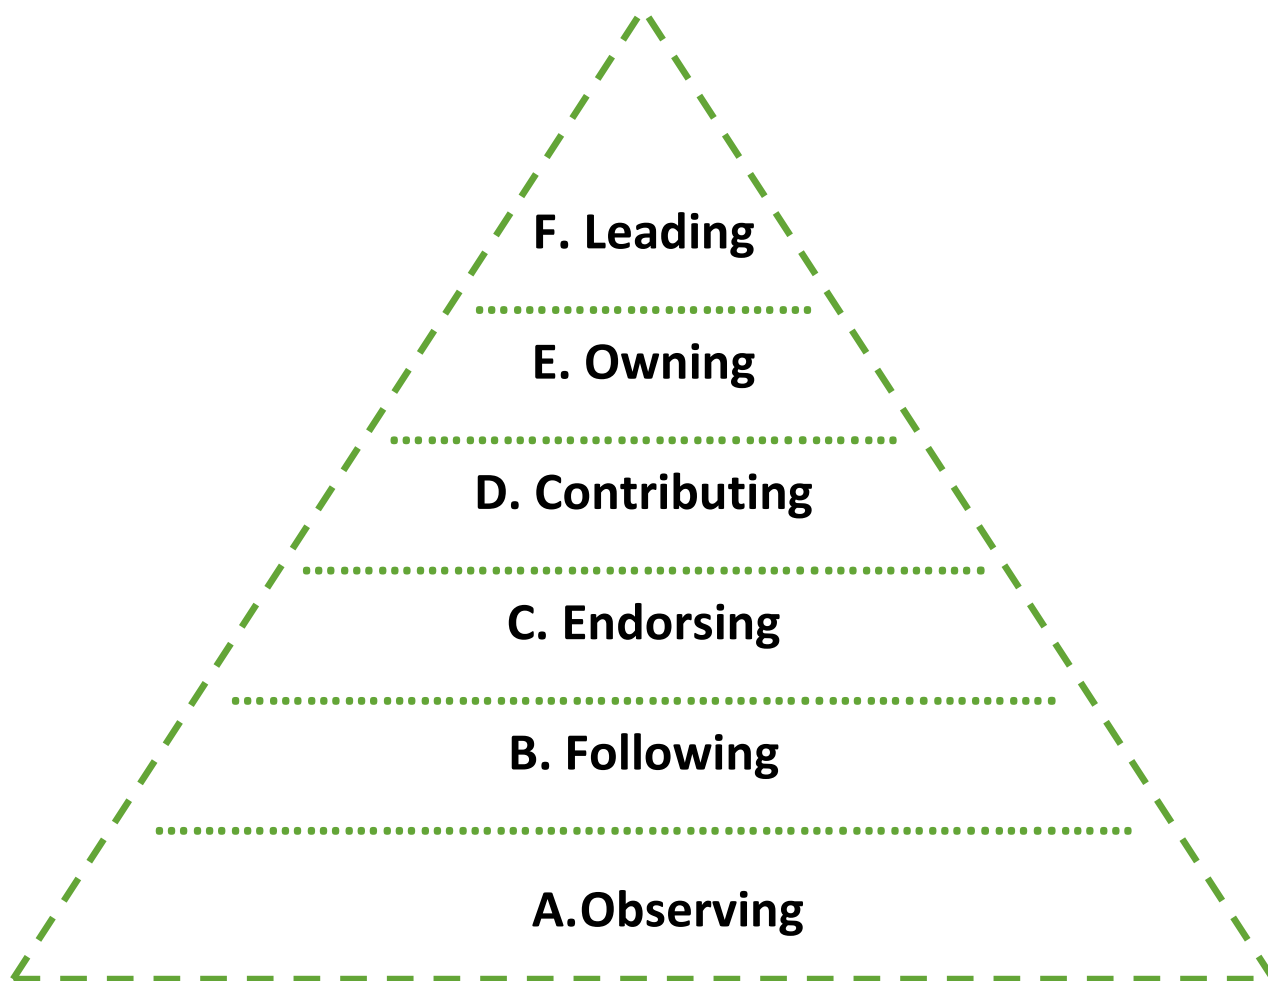 F. Leading
E. Owning
D. Contributing
C. Endorsing
B. Following
A.Observing